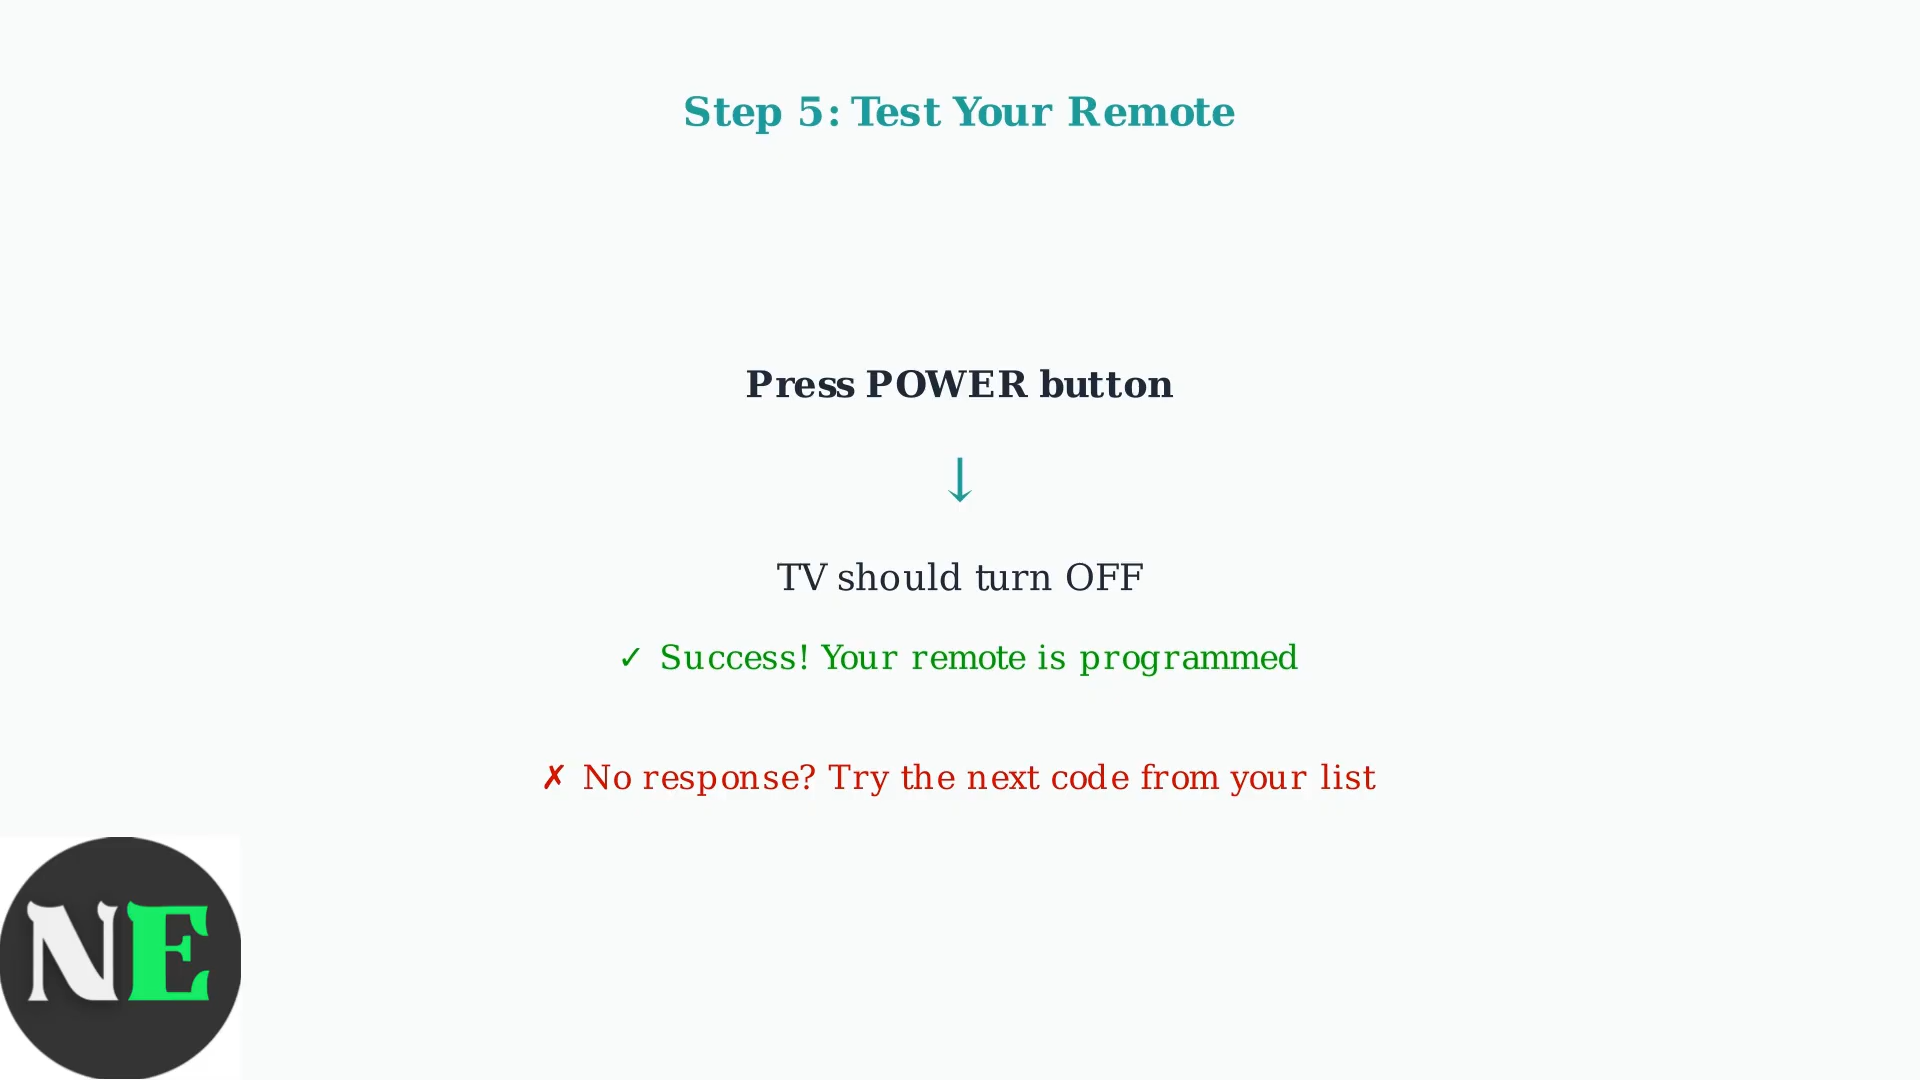 Step 5: Test Your Remote
Press POWER button
↓
TV should turn OFF
✓ Success! Your remote is programmed
✗ No response? Try the next code from your list
NE